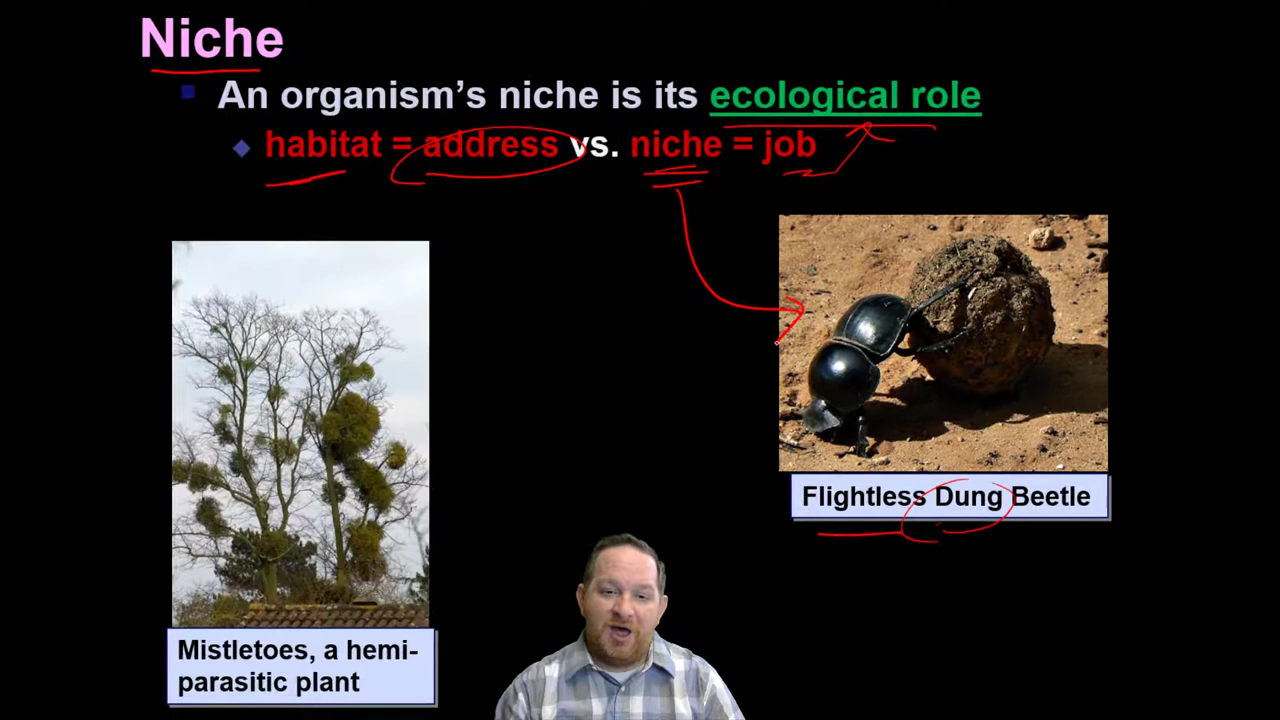 Niche
An organism's niche is its ecological role
habitat = address vs. niche = job
Flightless Dung Beetle
Mistletoes, a hemi-
parasitic plant